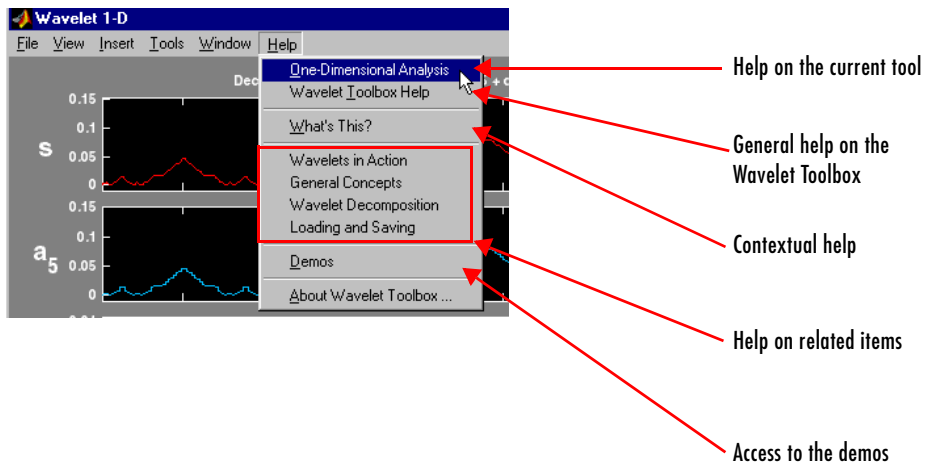 Wavelet 1-D
File View Insert Tools Window Help
Dec
One-Dimensional Analysis
Wavelet Toolbox Help
What's This?
Wavelets in Action
General Concepts
Wavelet Decomposition
Loading and Saving
Demos
About Wavelet Toolbox ...
s
0.15
0.1
0.05
0
a5
0.15
0.1
0.05
0
Help on the current tool
General help on the
Wavelet Toolbox
Contextual help
Help on related items
Access to the demos